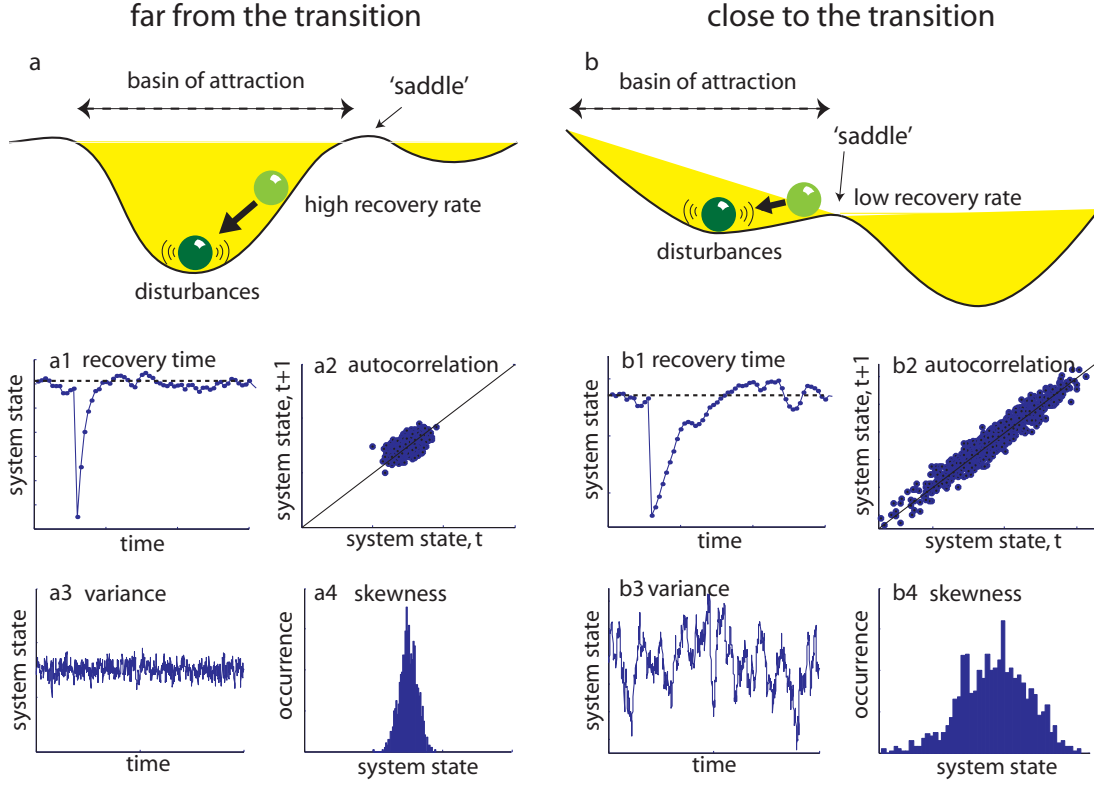 far from the transition
close to the transition
a
basin of attraction
'saddle'
high recovery rate
disturbances
b
basin of attraction
'saddle'
low recovery rate
disturbances
a1 recovery time
system state
time
a2 autocorrelation
system state, t+1
system state, t
b1 recovery time
system state
time
b2 autocorrelation
system state, t+1
system state, t
a3 variance
system state
time
a4 skewness
occurrence
system state
b3 variance
system state
time
b4 skewness
occurrence
system state